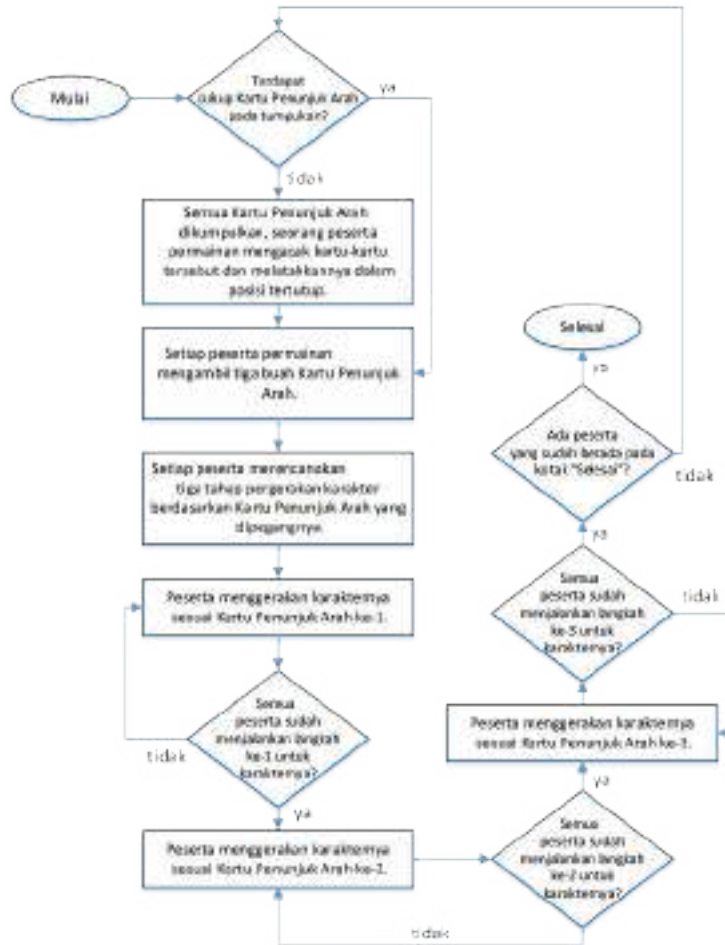 Mulai
Terdapat
cukup Kartu Penunjuk Arah
pada tumpukan?
ya
tidak
Semua Kartu Penunjuk Arah
dikumpulkan, seorang peserta
permainan mengacak kartu-kartu
tersebut dan meletakkannya dalam
posisi tertutup.
Setiap peserta permainan
mengambil tiga buah Kartu Penunjuk
Arah.
Setiap peserta merencanakan
tiga tahap pergerakan karakter
berdasarkan Kartu Penunjuk Arah yang
dipegangnya.
Peserta menggerakan karakternya
sesuai Kartu Penunjuk Arah ke-1.
Semua
peserta sudah
menjalankan langkah
ke-1 untuk
karakternya?
tidak
ya
Peserta menggerakan karakternya
sesuai Kartu Penunjuk Arah ke-2.
Semua
peserta sudah
menjalankan langkah
ke-2 untuk
karakternya?
tidak
ya
Peserta menggerakan karakternya
sesuai Kartu Penunjuk Arah ke-3.
Semua
peserta sudah
menjalankan langkah
ke-3 untuk
karakternya?
tidak
ya
Ada peserta
yang sudah berada pada
kotak "Selesai"?
tidak
ya
Selesai